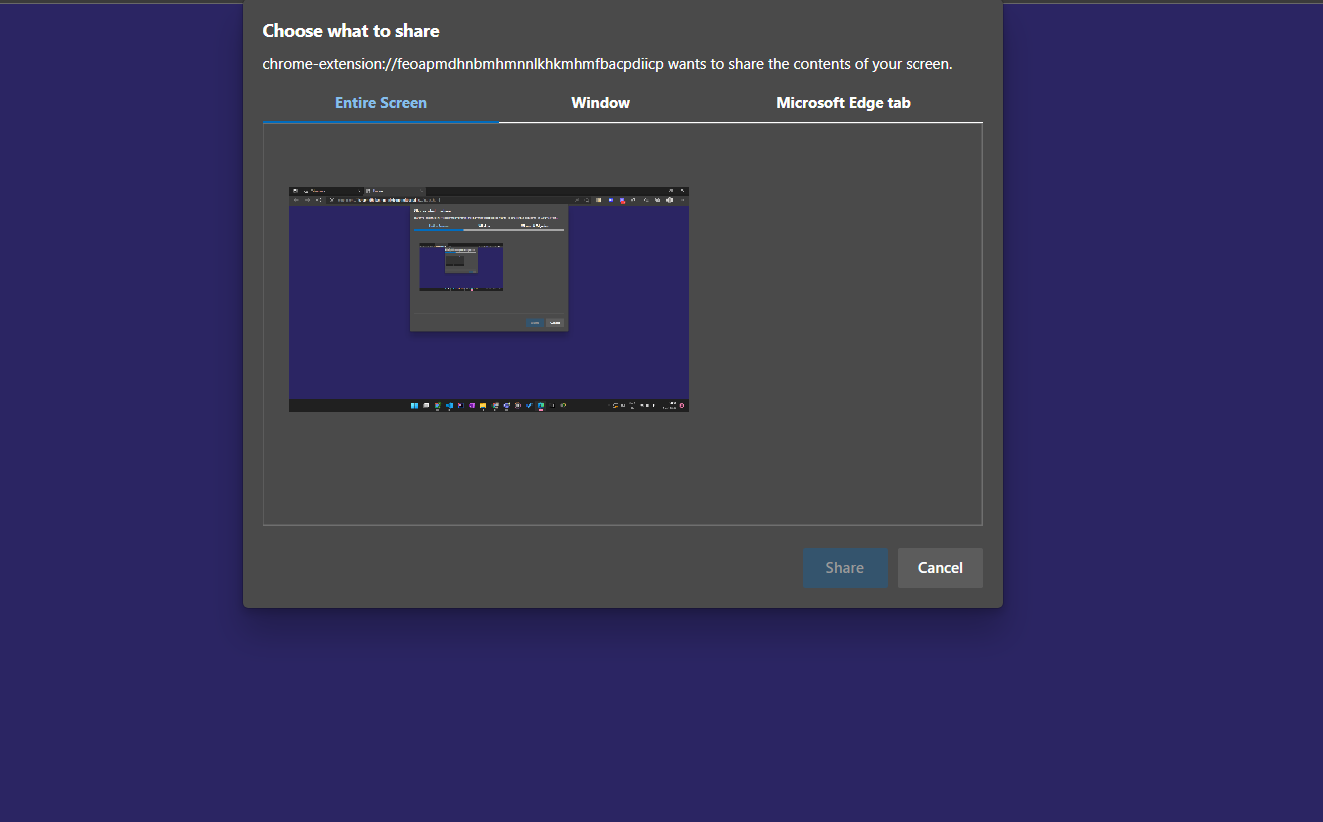 Choose what to share
chrome-extension://feoapmdhnbmhmnnlkhkmhmfbacpdiicp wants to share the contents of your screen.
Entire Screen
Window
Microsoft Edge tab
Share
Cancel